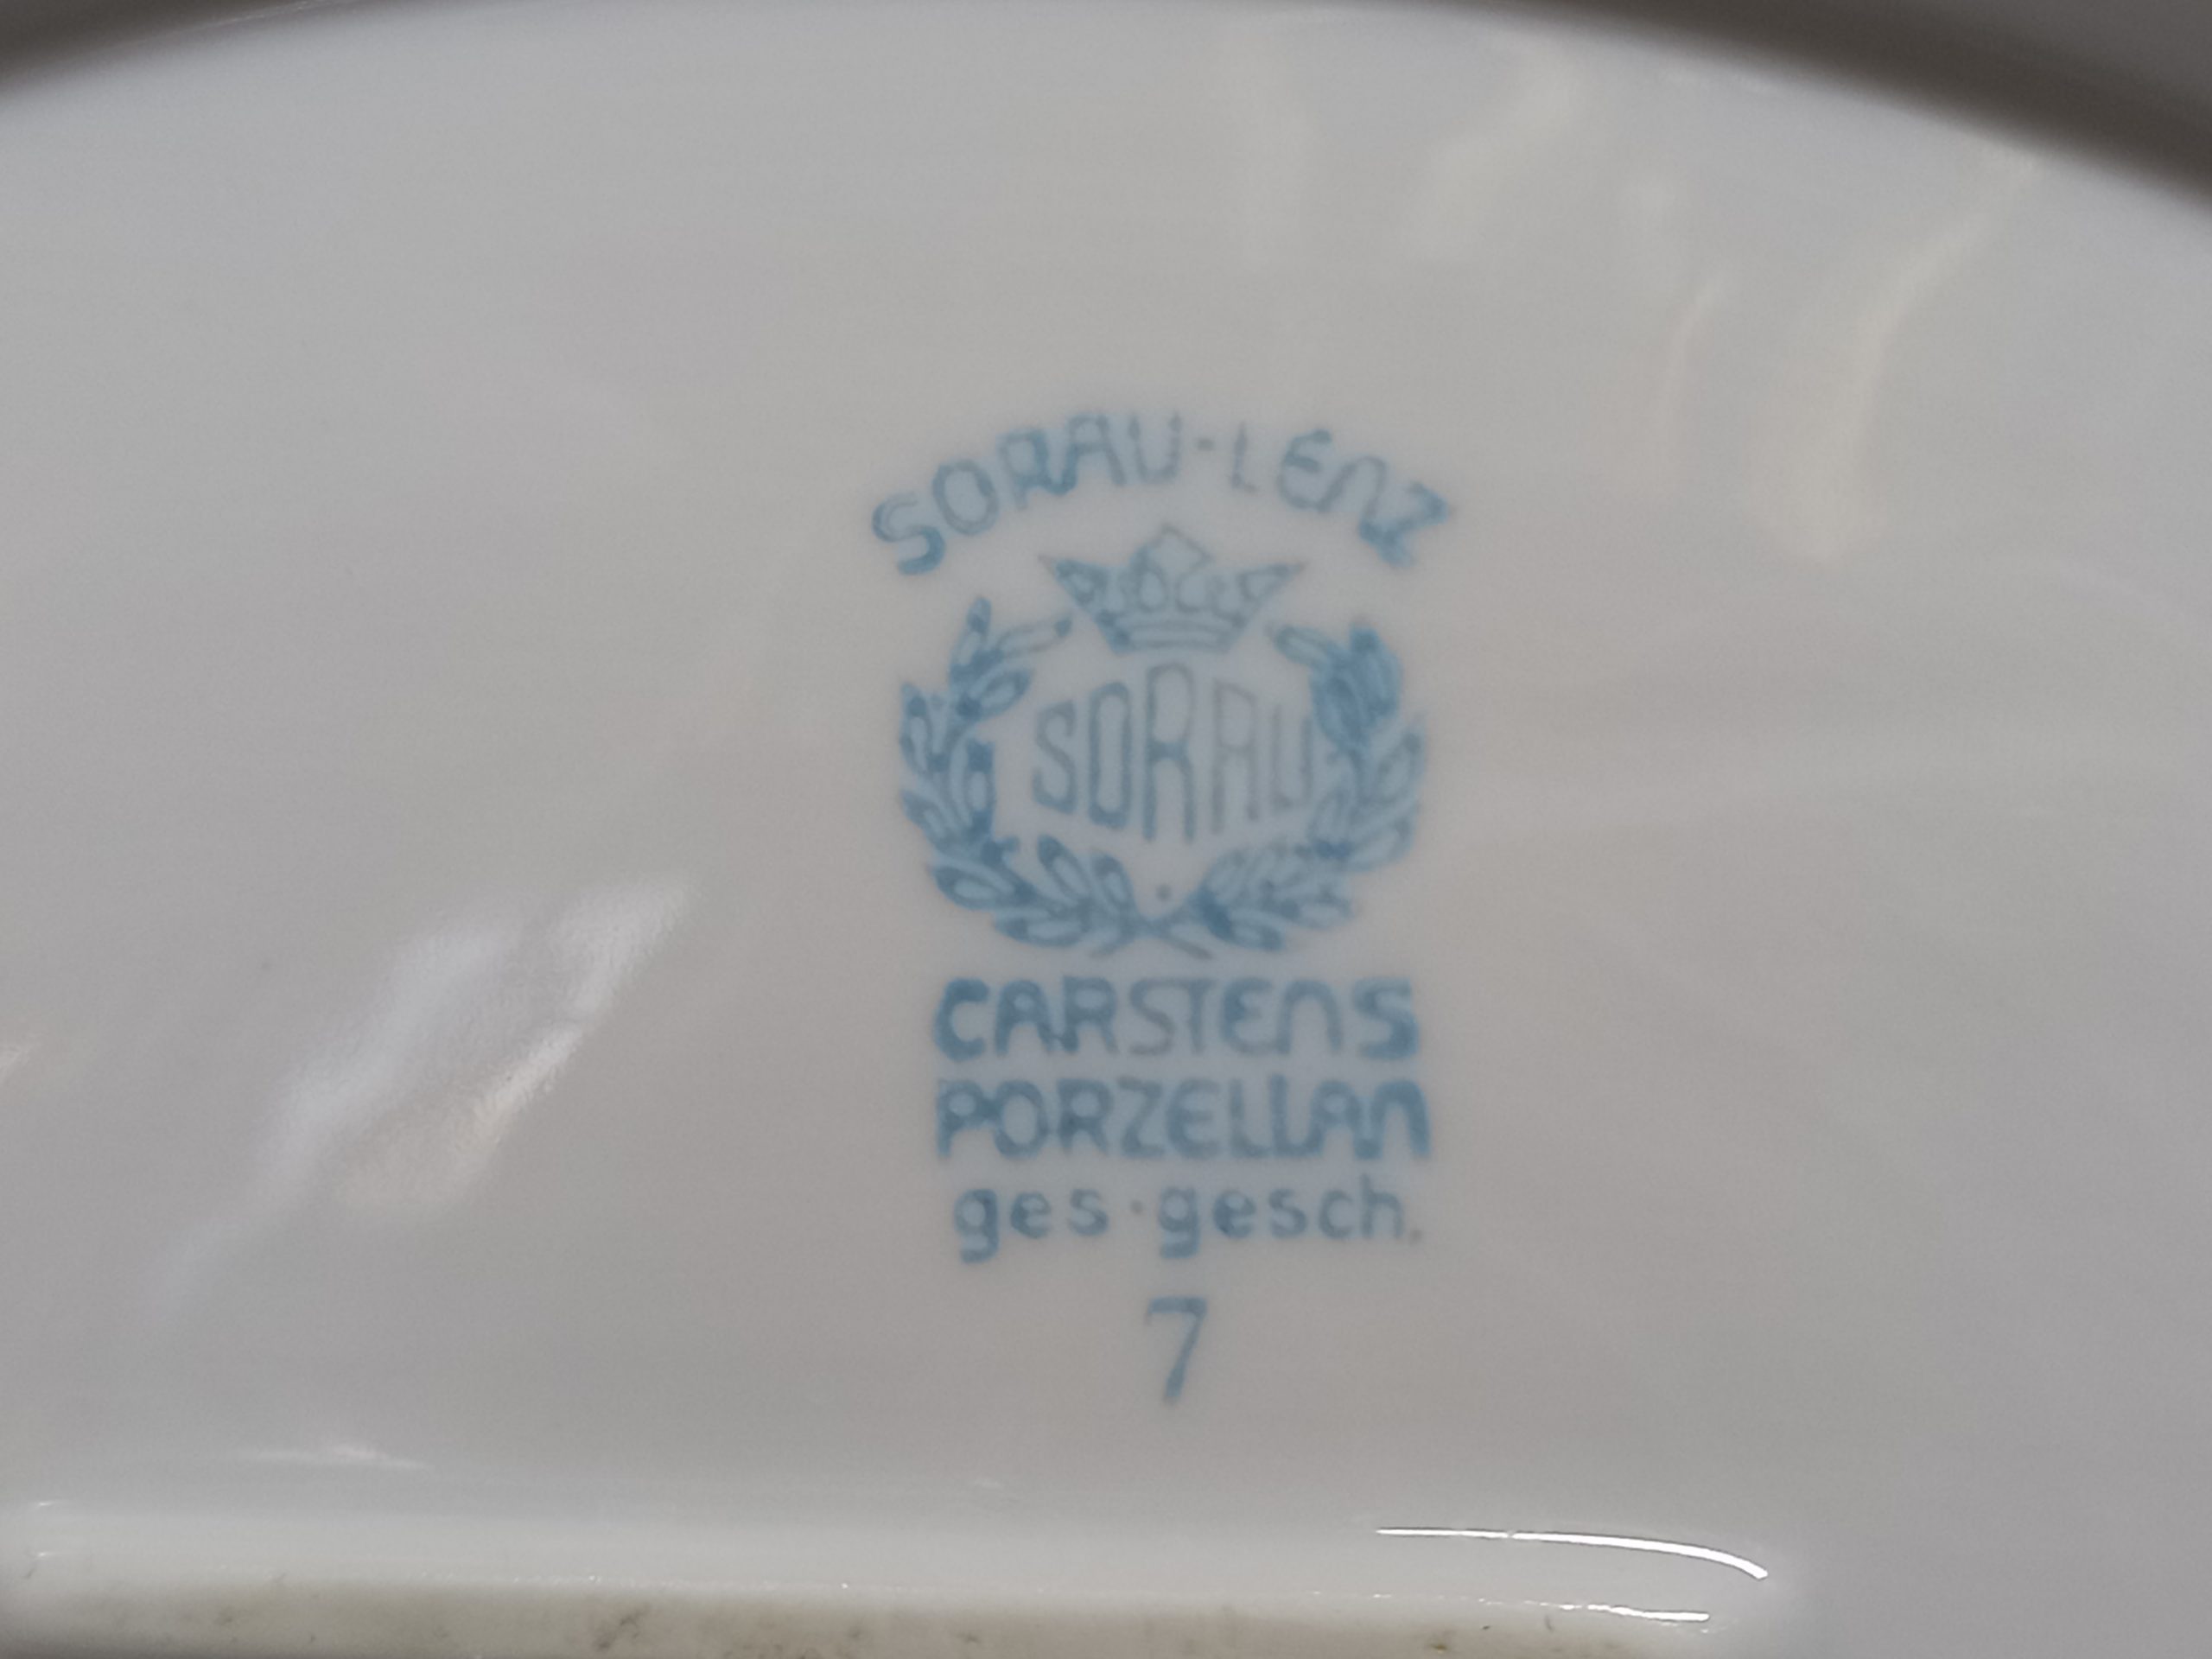 SORAU-LENZ
SORAU
CARSTENS
PORZELLAN
ges·gesch.
7